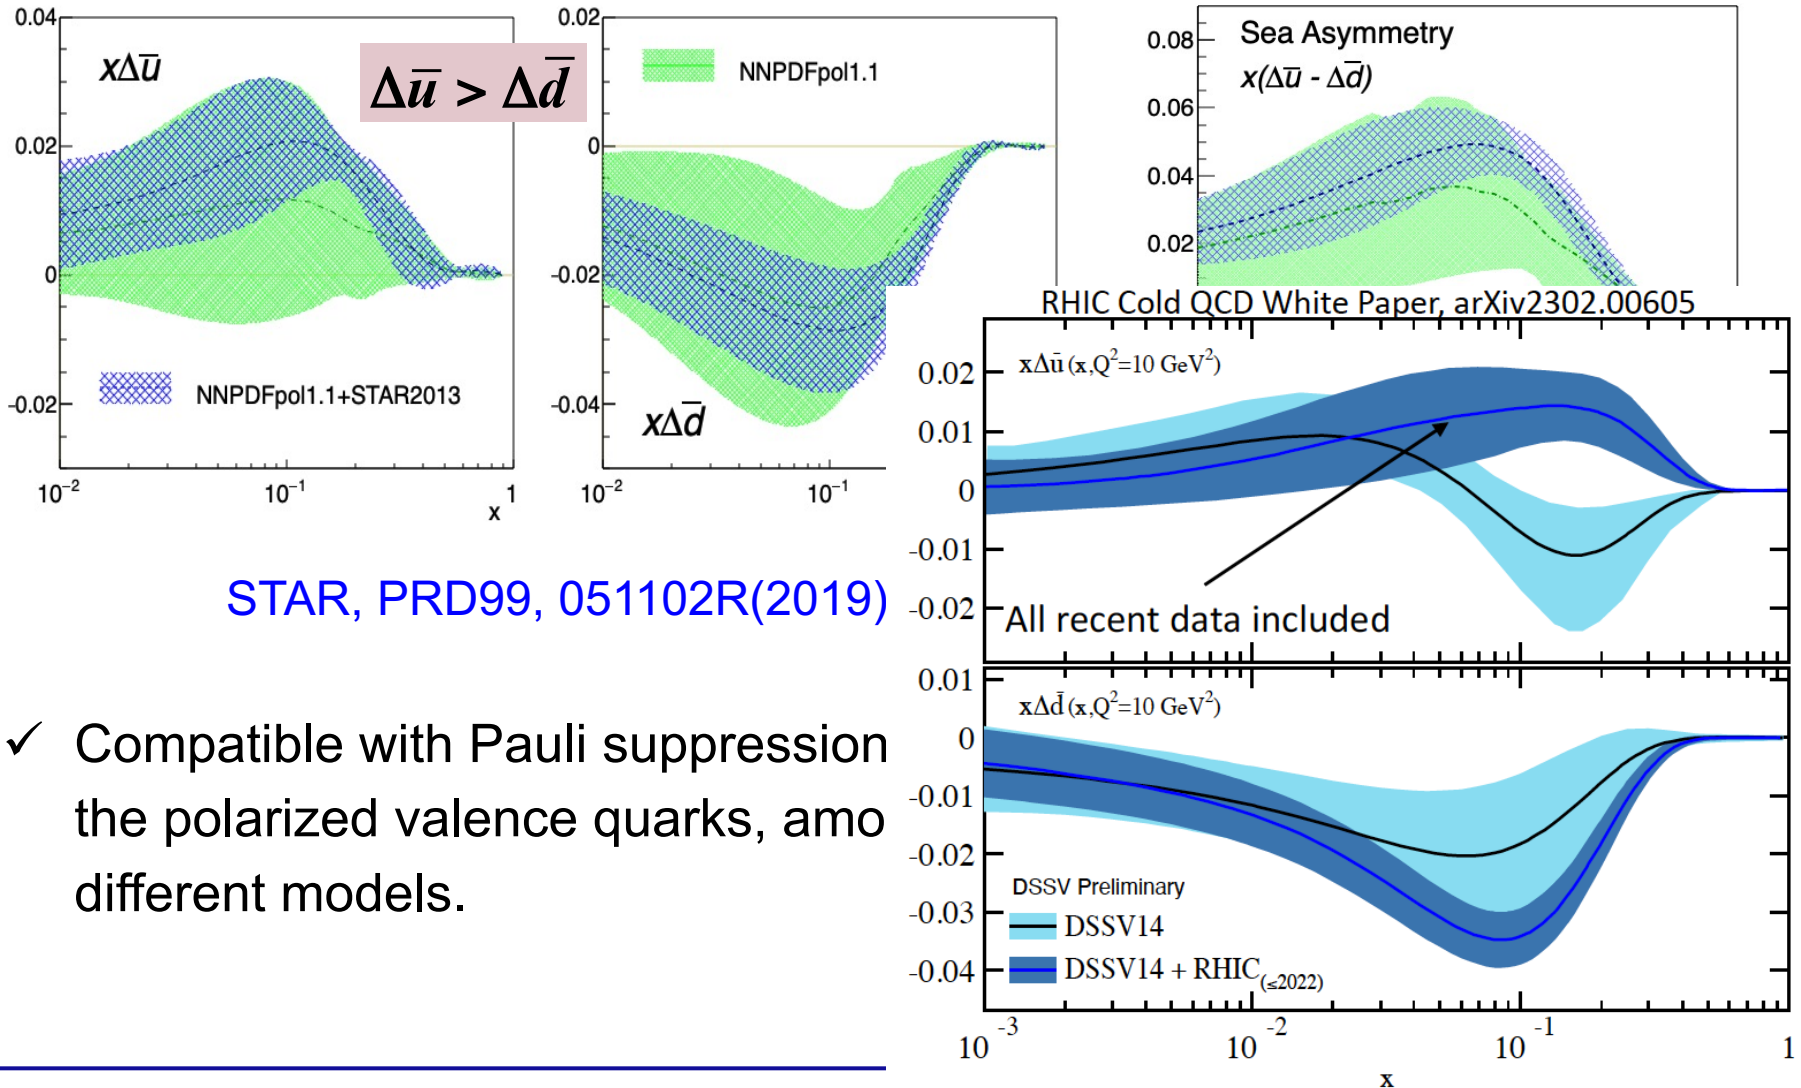 0.04
0.02
0
-0.02
xΔu̅
Δu̅ > Δd̅
NNPDFpol1.1+STAR2013
10⁻²
10⁻¹
1
x
0.02
0
-0.02
-0.04
NNPDFpol1.1
xΔd̅
10⁻²
10⁻¹
0.08
0.06
0.04
0.02
Sea Asymmetry
x(Δu̅ - Δd̅)
RHIC Cold QCD White Paper, arXiv2302.00605
xΔū (x,Q²=10 GeV²)
0.02
0.01
0
-0.01
-0.02
All recent data included
xΔd̄ (x,Q²=10 GeV²)
0.01
0
-0.01
-0.02
-0.03
-0.04
DSSV Preliminary
DSSV14
DSSV14 + RHIC(≤2022)
10⁻³
10⁻²
10⁻¹
1
x
STAR, PRD99, 051102R(2019)
✓ Compatible with Pauli suppression
the polarized valence quarks, amo
different models.